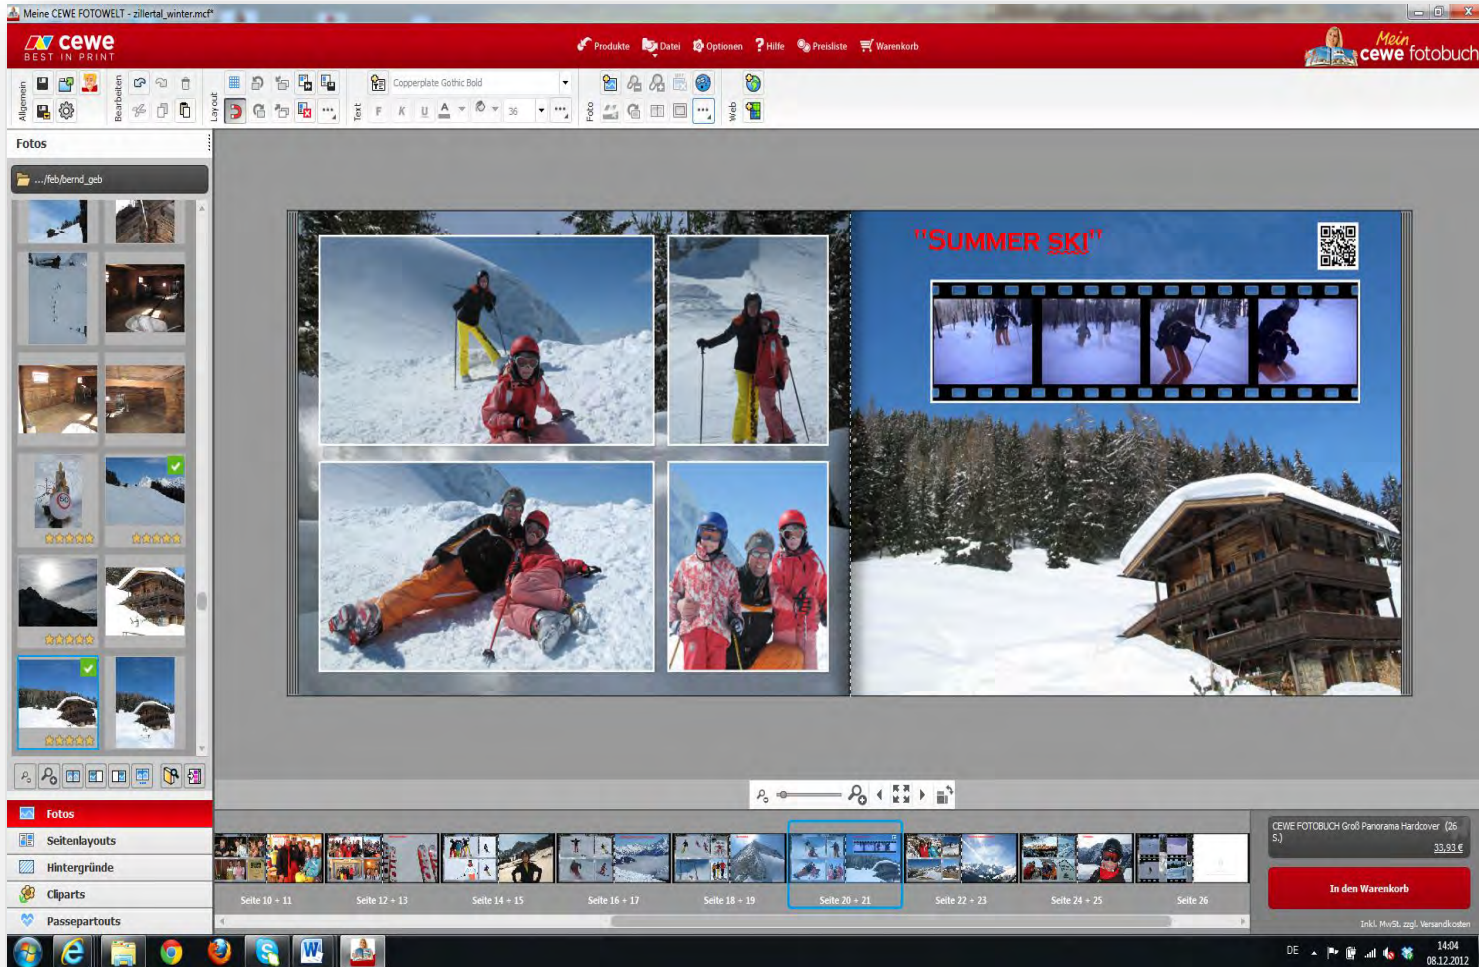 Meine CEWE FOTOWELT - zillertal_winter.mcf*
cewe
BEST IN PRINT
Produkte Datei Optionen ? Hilfe Preisliste Warenkorb
Mein
cewe fotobuch
Allgemein
Bearbeiten
Layout
Text
Copperplate Gothic Bold
F K U A 36
Foto
Web
Fotos
.../feb/bernd_geb
"SUMMER SKI"
Fotos
Seitenlayouts
Hintergründe
Cliparts
Passepartouts
Seite 10 + 11
Seite 12 + 13
Seite 14 + 15
Seite 16 + 17
Seite 18 + 19
Seite 20 + 21
Seite 22 + 23
Seite 24 + 25
Seite 26
CEWE FOTOBUCH Groß Panorama Hardcover (26
S.)
33,93 €
In den Warenkorb
Inkl. MwSt. zzgl. Versandkosten
DE
14:04
08.12.2012